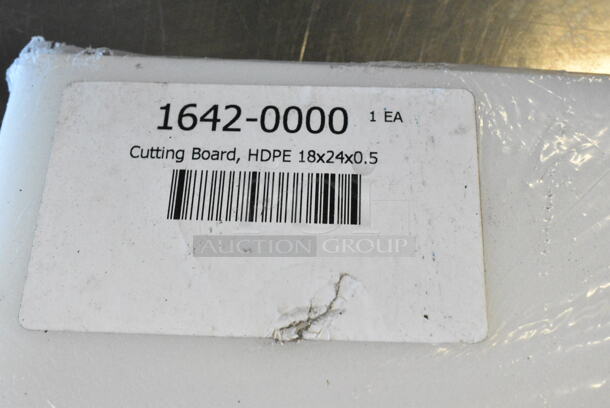 1642-0000 1 EA
Cutting Board, HDPE 18x24x0.5
AUCTION GROUP